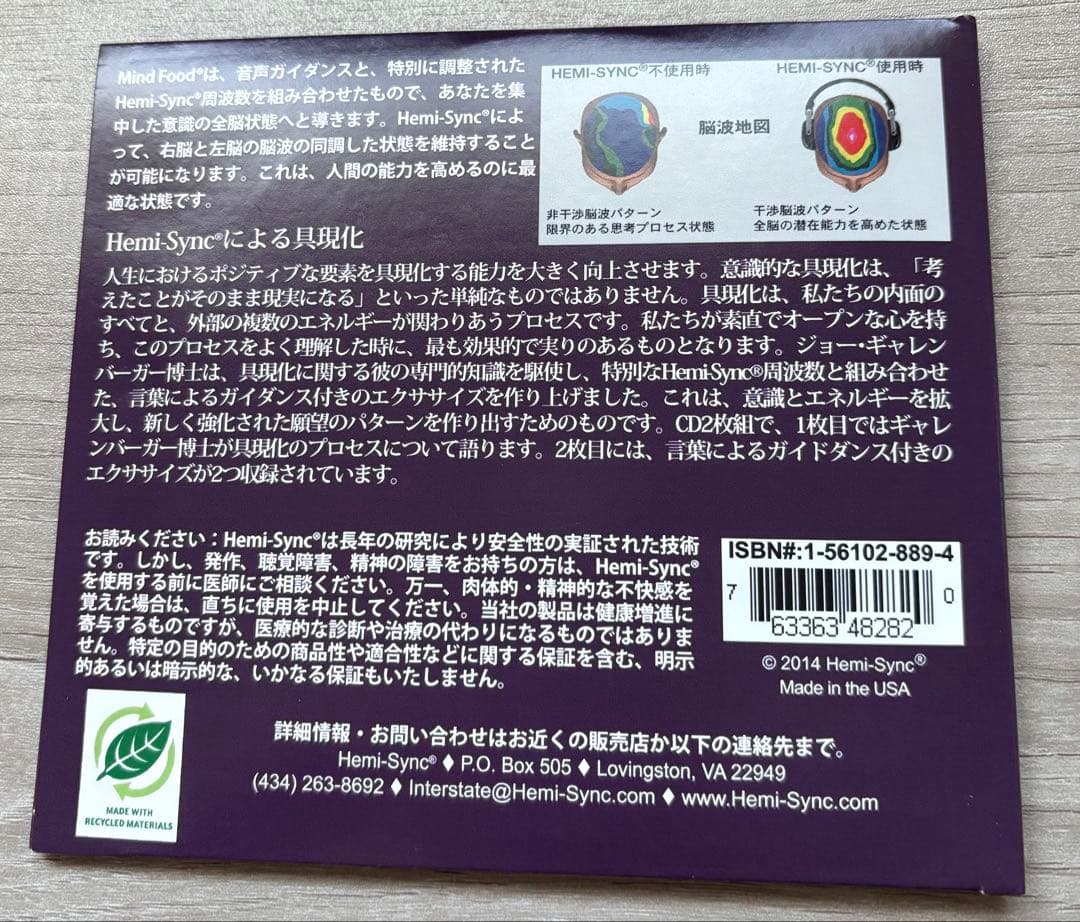 Mind Food®は、音声ガイダンスと、特別に調整された
Hemi-Sync®周波数を組み合わせたもので、あなたを集
中した意識の全脳状態へと導きます。Hemi-Sync®によ
って、右脳と左脳の脳波の同調した状態を維持すること
が可能になります。これは、人間の能力を高めるのに最
適な状態です。
HEMI-SYNC®不使用時
HEMI-SYNC®使用時
脳波地図
非干渉脳波パターン
限界のある思考プロセス状態
干渉脳波パターン
全脳の潜在能力を高めた状態
Hemi-Sync®による具現化
人生におけるポジティブな要素を具現化する能力を大きく向上させます。意識的な具現化は、「考
えたことがそのまま現実になる」といった単純なものではありません。具現化は、私たちの内面の
すべてと、外部の複数のエネルギーが関わりあうプロセスです。私たちが素直でオープンな心を持
ち、このプロセスをよく理解した時に、最も効果的で実りのあるものとなります。ジョー・ギャレン
バーガー博士は、具現化に関する彼の専門的知識を駆使し、特別なHemi-Sync®周波数と組み合わせ
た、言葉によるガイダンス付きのエクササイズを作り上げました。これは、意識とエネルギーを拡
大し、新しく強化された願望のパターンを作り出すためのものです。CD2枚組で、1枚目ではギャレ
ンバーガー博士が具現化のプロセスについて語ります。2枚目には、言葉によるガイドダンス付きの
エクササイズが2つ収録されています。
お読みください：Hemi-Sync®は長年の研究により安全性の実証された技術
です。しかし、発作、聴覚障害、精神の障害をお持ちの方は、Hemi-Sync®
を使用する前に医師にご相談ください。万一、肉体的・精神的な不快感を
覚えた場合は、直ちに使用を中止してください。当社の製品は健康増進に
寄与するものですが、医療的な診断や治療の代わりになるものではありま
せん。特定の目的のための商品性や適合性などに関する保証を含む、明示
的あるいは暗示的な、いかなる保証もいたしません。
ISBN#:1-56102-889-4
7 63363 48282 0
© 2014 Hemi-Sync®
Made in the USA
MADE WITH
RECYCLED MATERIALS
詳細情報・お問い合わせはお近くの販売店か以下の連絡先まで。
Hemi-Sync® ♦ P.O. Box 505 ♦ Lovingston, VA 22949
(434) 263-8692 ♦ Interstate@Hemi-Sync.com ♦ www.Hemi-Sync.com